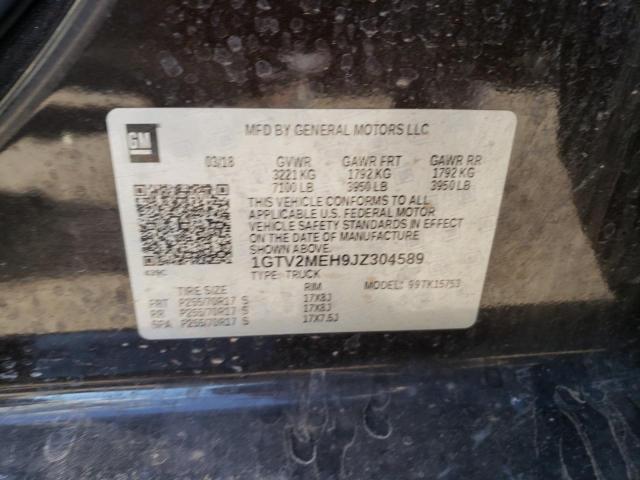 GM
MFD BY GENERAL MOTORS LLC
03/18 GVWR GAWR FRT GAWR RR
3221 KG 1792 KG 1792 KG
7100 LB 3950 LB 3950 LB
THIS VEHICLE CONFORMS TO ALL
APPLICABLE U.S. FEDERAL MOTOR
VEHICLE SAFETY STANDARDS IN EFFECT
ON THE DATE OF MANUFACTURE
SHOWN ABOVE.
1GTV2MEH9JZ304589
TYPE: TRUCK
MODEL: 997K15753
TIRE SIZE RIM
FRT P255/70R17 S 17X8J
RR P255/70R17 S 17X8J
SPA P255/70R17 S 17X7.5J